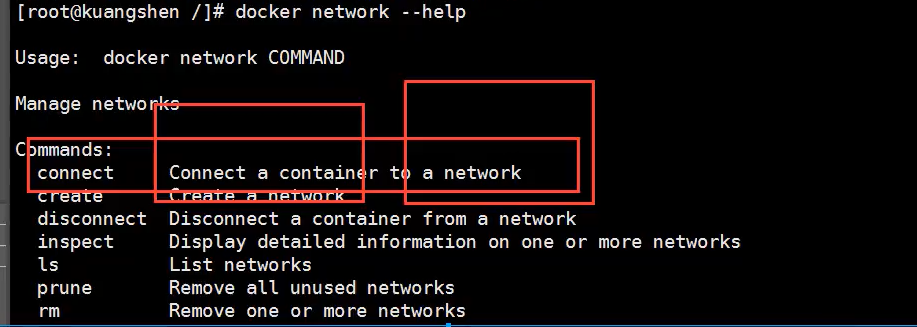 [root@kuangshen /]# docker network --help
Usage:  docker network COMMAND
Manage networks
Commands:
  connect     Connect a container to a network
  create      Create a network
  disconnect  Disconnect a container from a network
  inspect     Display detailed information on one or more networks
  ls          List networks
  prune       Remove all unused networks
  rm          Remove one or more networks